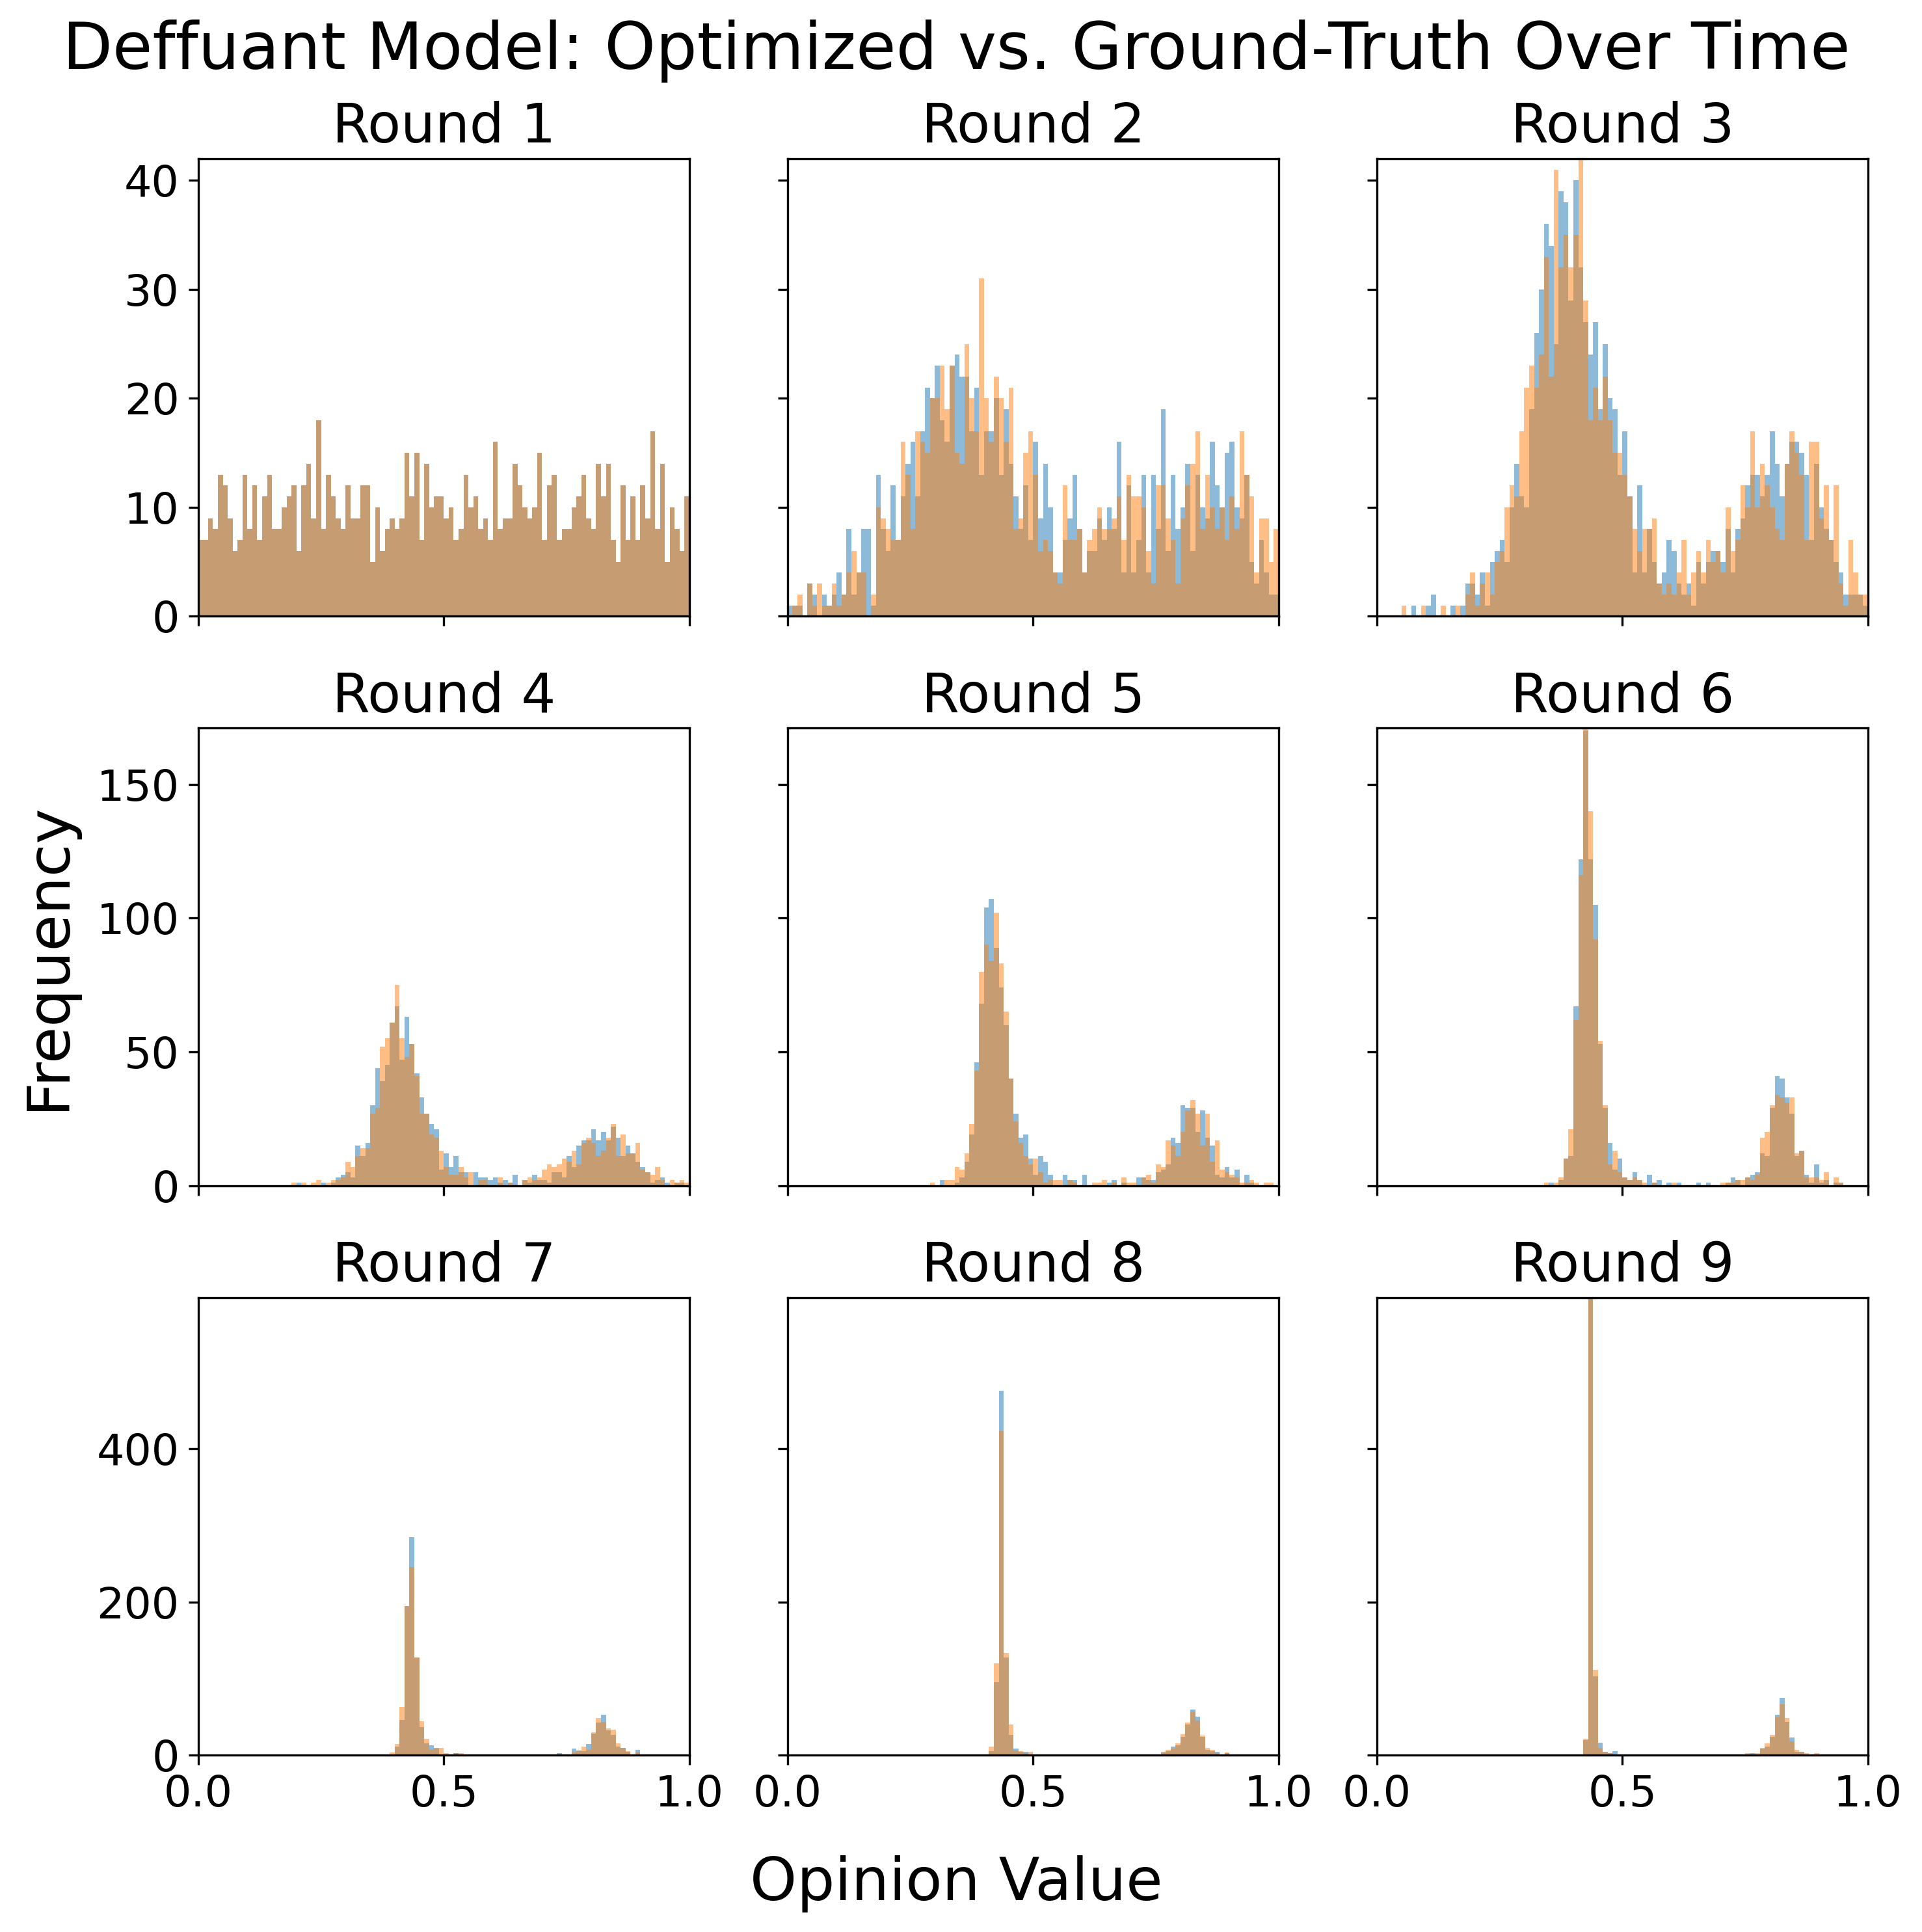 Deffuant Model: Optimized vs. Ground-Truth Over Time
Round 1
Round 2
Round 3
40
30
20
10
0
Round 4
Round 5
Round 6
150
100
50
0
Frequency
Round 7
Round 8
Round 9
400
200
0
0.0 0.5 1.0 0.0 0.5 1.0 0.0 0.5 1.0
Opinion Value